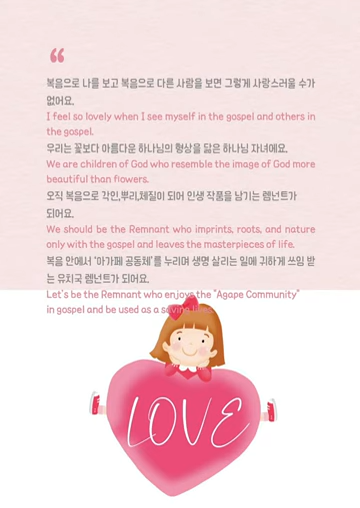 ❝
복음으로 나를 보고 복음으로 다른 사람을 보면 그렇게 사랑스러울 수가
없어요.
I feel so lovely when I see myself in the gospel and others in
the gospel.
우리는 꽃보다 아름다운 하나님의 형상을 닮은 하나님 자녀예요.
We are children of God who resemble the image of God more
beautiful than flowers.
오직 복음으로 각인,뿌리,체질이 되어 인생 작품을 남기는 렘넌트가
되어요.
We should be the Remnant who imprints, roots, and nature
only with the gospel and leaves the masterpieces of life.
복음 안에서 '아가페 공동체'를 누리며 생명 살리는 일에 귀하게 쓰임 받
는 유치국 렘넌트가 되어요.
Let's be the Remnant who enjoys the "Agape Community"
in gospel and be used as a saving lives.
LOVE